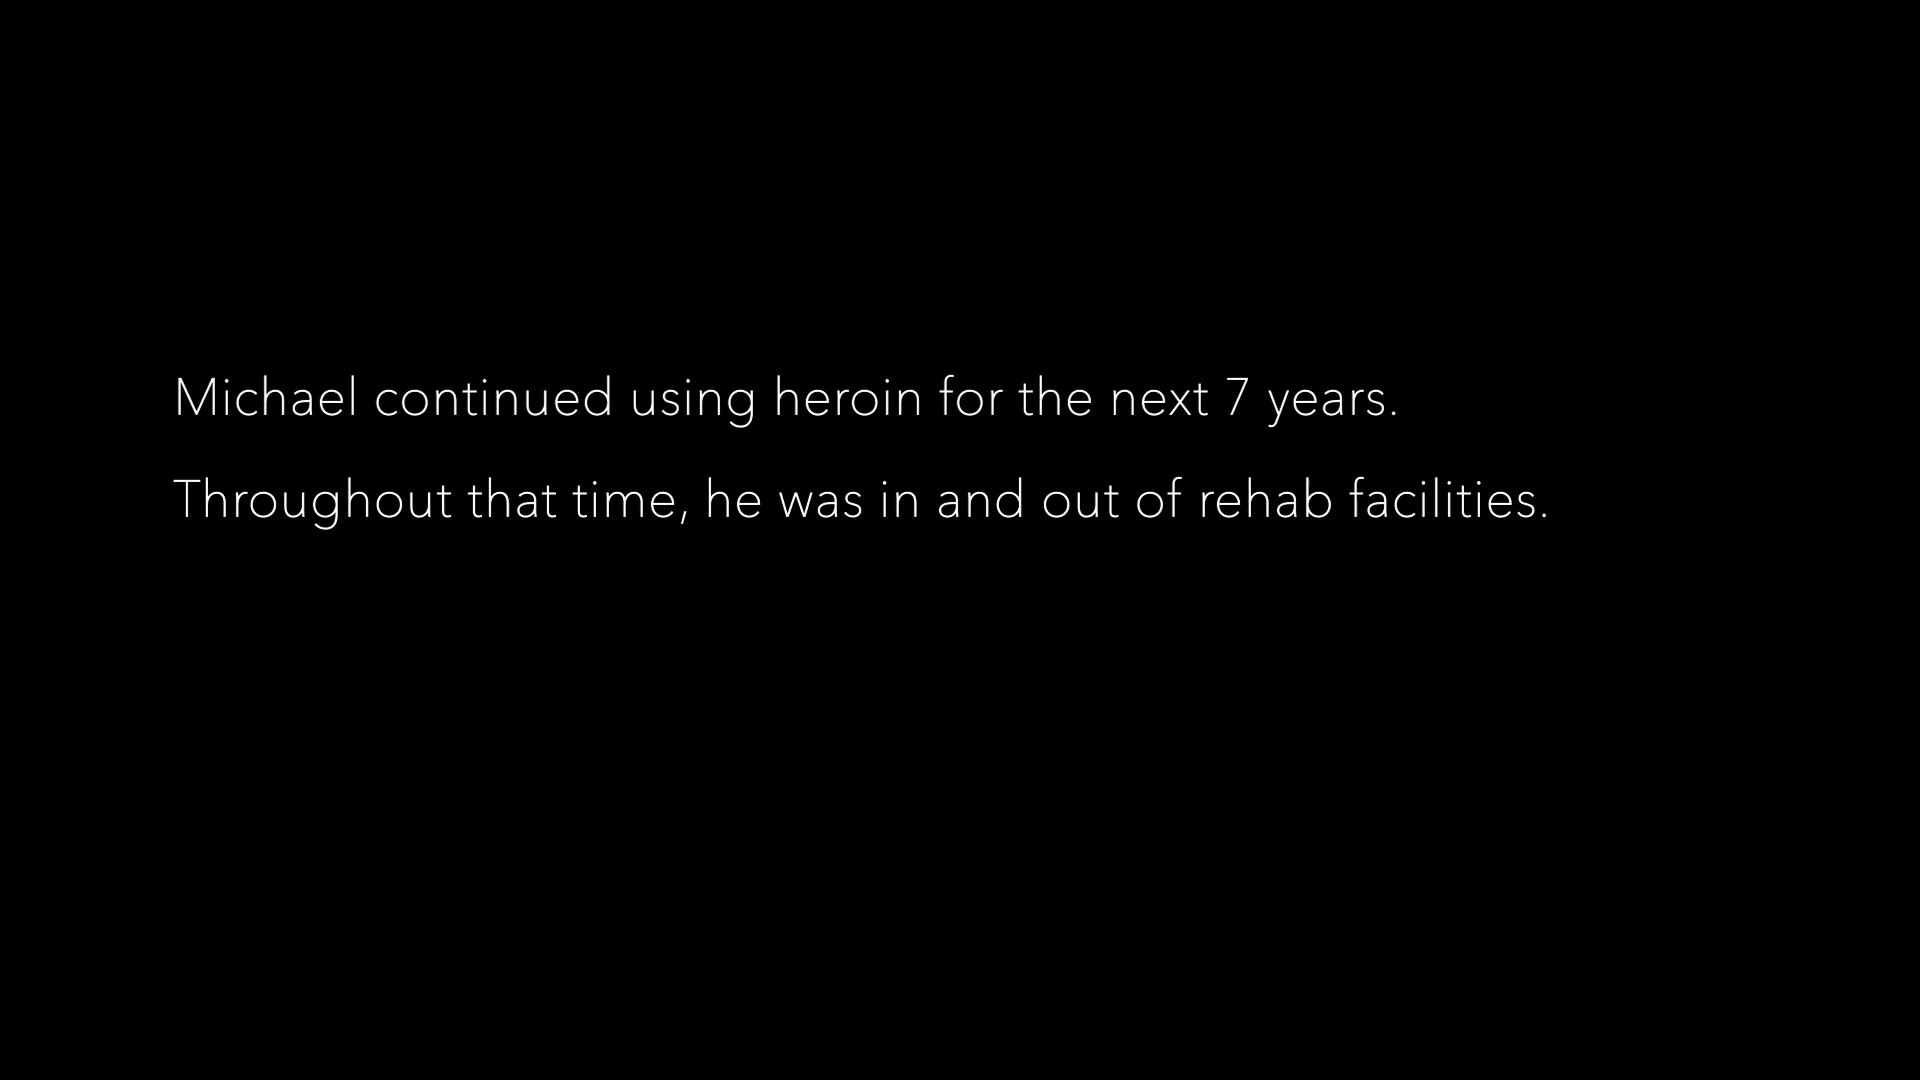 Michael continued using heroin for the next 7 years.
Throughout that time, he was in and out of rehab facilities.